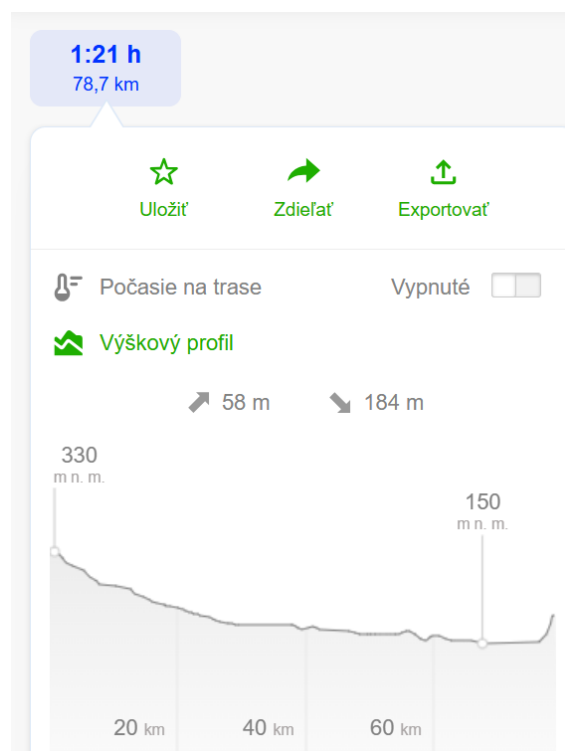 1:21 h
78,7 km
Uložiť
Zdieľať
Exportovať
Počasie na trase
Vypnuté
Výškový profil
58 m
184 m
330
m n. m.
150
m n. m.
20 km
40 km
60 km